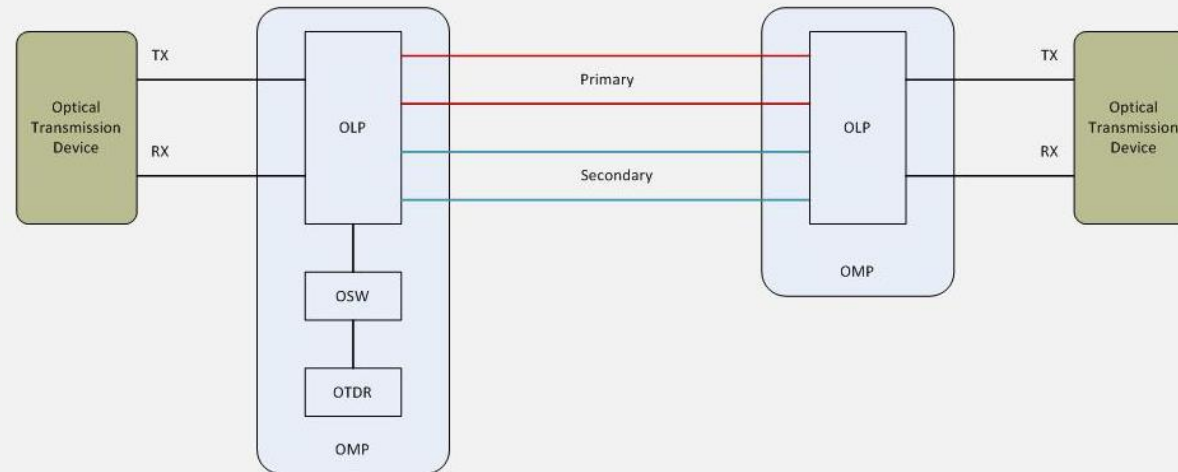 TX
TX
Optical
Transmission
Device
OLP
Primary
OLP
Optical
Transmission
Device
RX
Secondary
RX
OMP
OSW
OTDR
OMP